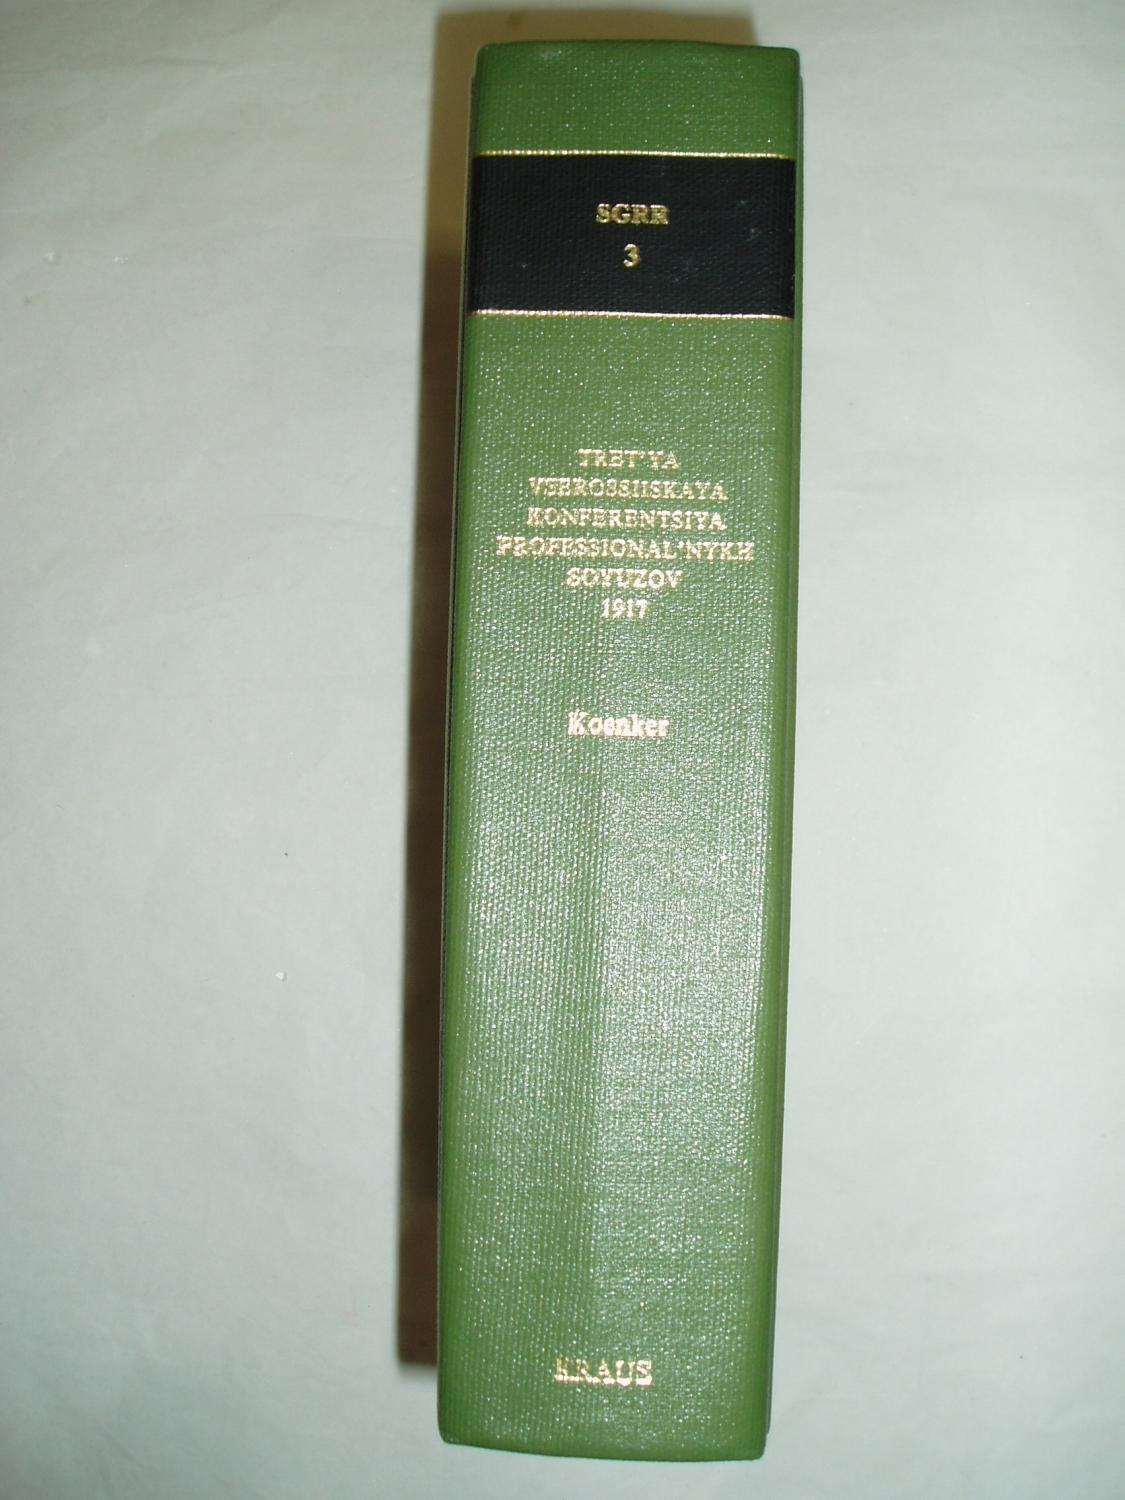 SGRR
3
TRET'YA
VSEROSSIISKAYA
KONFERENTSIYA
PROFESSIONAL'NYKH
SOYUZOV
1917
Koenker
KRAUS